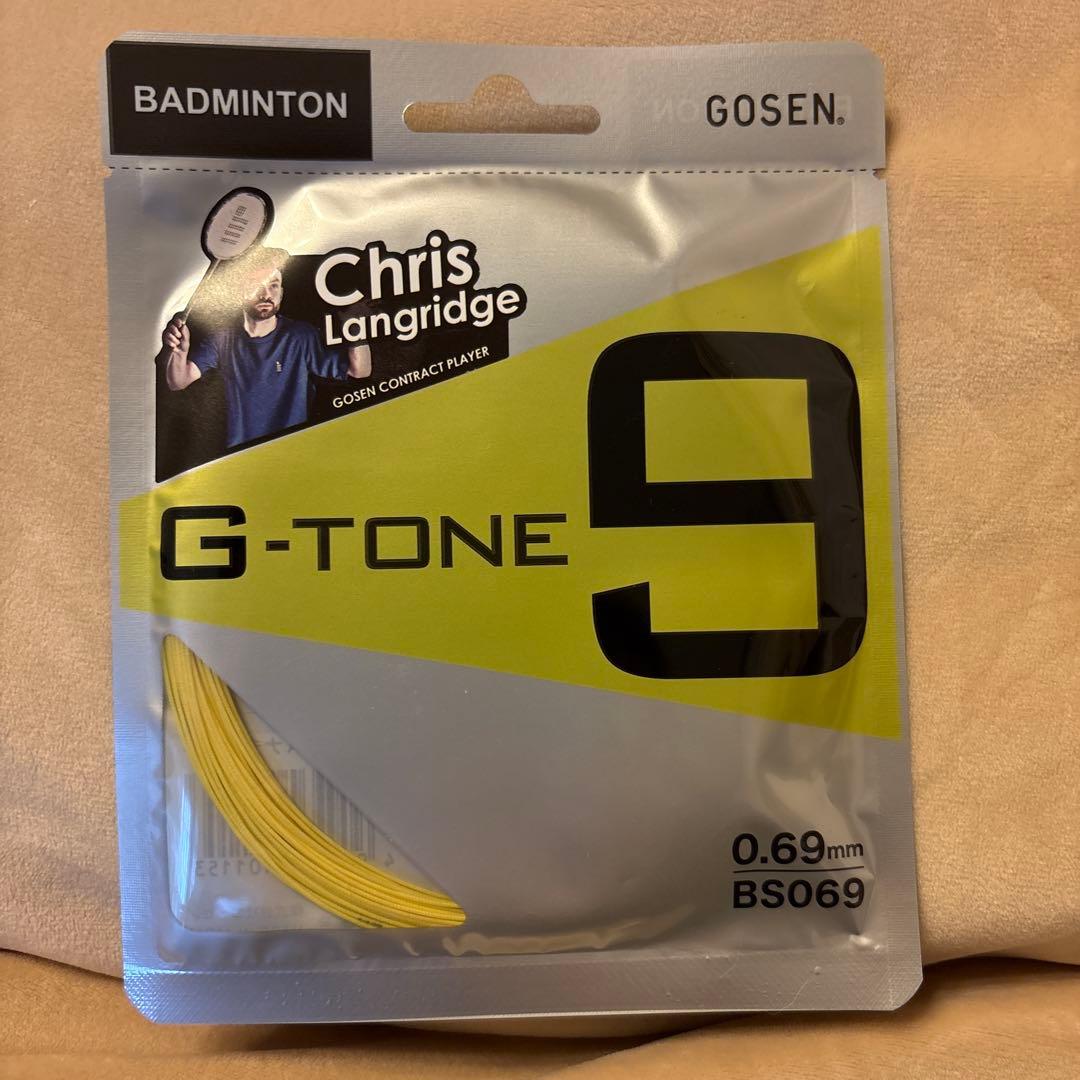 BADMINTON
GOSEN®
Chris
Langridge
GOSEN CONTRACT PLAYER
G-TONE
9
0.69mm
BS069